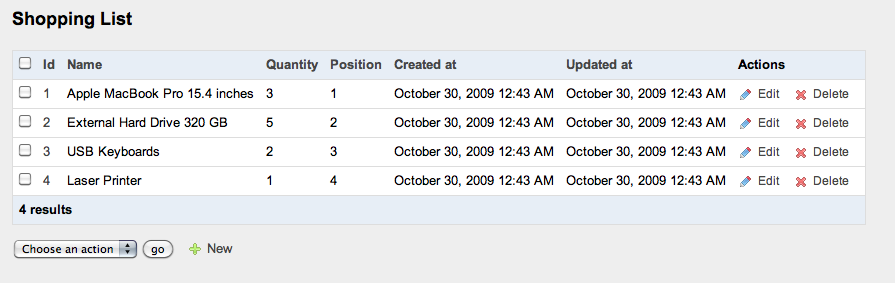 Shopping List
Id Name Quantity Position Created at Updated at Actions
1 Apple MacBook Pro 15.4 inches 3 1 October 30, 2009 12:43 AM October 30, 2009 12:43 AM Edit Delete
2 External Hard Drive 320 GB 5 2 October 30, 2009 12:43 AM October 30, 2009 12:43 AM Edit Delete
3 USB Keyboards 2 3 October 30, 2009 12:43 AM October 30, 2009 12:43 AM Edit Delete
4 Laser Printer 1 4 October 30, 2009 12:43 AM October 30, 2009 12:43 AM Edit Delete
4 results
Choose an action go New